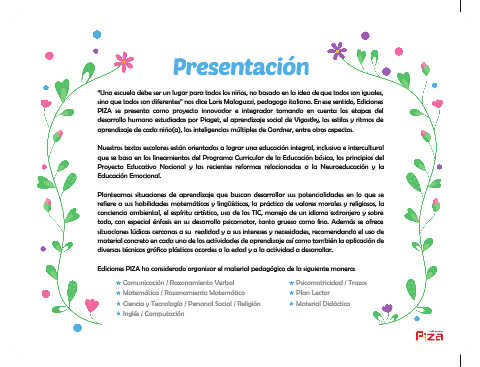 Presentación
"Una escuela debe ser un lugar para todos los niños, no basado en la idea de que todos son iguales,
sino que todos son diferentes" nos dice Loris Malaguzzi, pedagogo italiano. En ese sentido, Ediciones
PIZA se presenta como proyecto innovador e integrador tomando en cuenta las etapas del
desarrollo humano estudiadas por Piaget, el aprendizaje social de Vigostky, los estilos y ritmos de
aprendizaje de cada niño(a), las inteligencias múltiples de Gardner, entre otros aspectos.
Nuestros textos escolares están orientados a lograr una educación integral, inclusiva e intercultural
que se basa en los lineamientos del Programa Curricular de la Educación básica, los principios del
Proyecto Educativo Nacional y las recientes reformas relacionadas a la Neuroeducación y la
Educación Emocional.
Planteamos situaciones de aprendizaje que buscan desarrollar sus potencialidades en lo que se
refiere a sus habilidades matemáticas y lingüísticas, la práctica de valores morales y religiosos, la
conciencia ambiental, el espíritu artístico, uso de las TIC, manejo de un idioma extranjero y sobre
todo, con especial énfasis en su desarrollo psicomotor, tanto grueso como fino. Además se ofrece
situaciones lúdicas cercanas a su realidad y a sus intereses y necesidades, recomendando el uso de
material concreto en cada una de las actividades de aprendizaje así como también la aplicación de
diversas técnicas gráfico plásticas acordes a la edad y a la actividad a desarrollar.
Ediciones PIZA ha considerado organizar el material pedagógico de la siguiente manera:
Comunicación / Razonamiento Verbal
Matemática / Razonamiento Matemático
Ciencia y Tecnología / Personal Social / Religión
Inglés / Computación
Psicomotricidad / Trazos
Plan Lector
Material Didáctico
PIZA